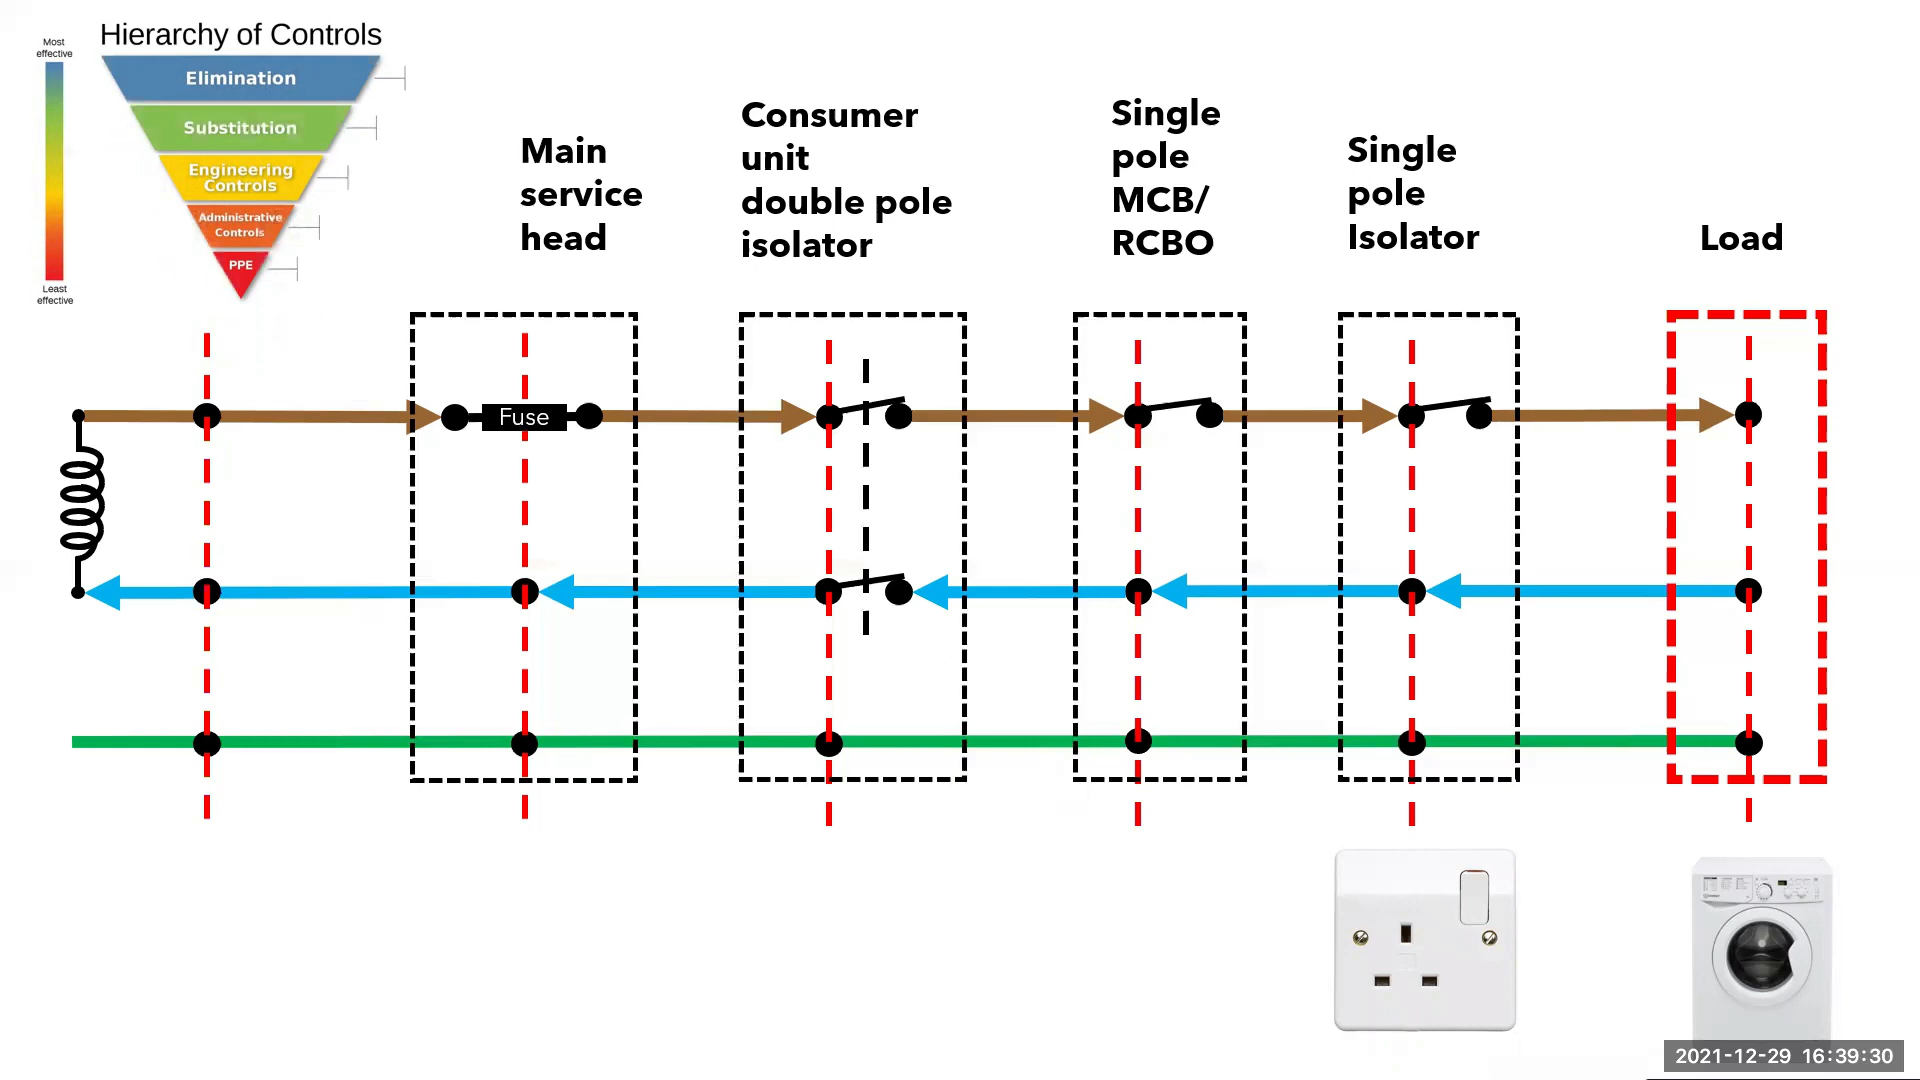 Hierarchy of Controls
Most
effective
Elimination
Substitution
Engineering
Controls
Administrative
Controls
PPE
Least
effective
Main
service
head
Consumer
unit
double pole
isolator
Single
pole
MCB/
RCBO
Single
pole
Isolator
Load
Fuse
2021-12-29 16:39:30